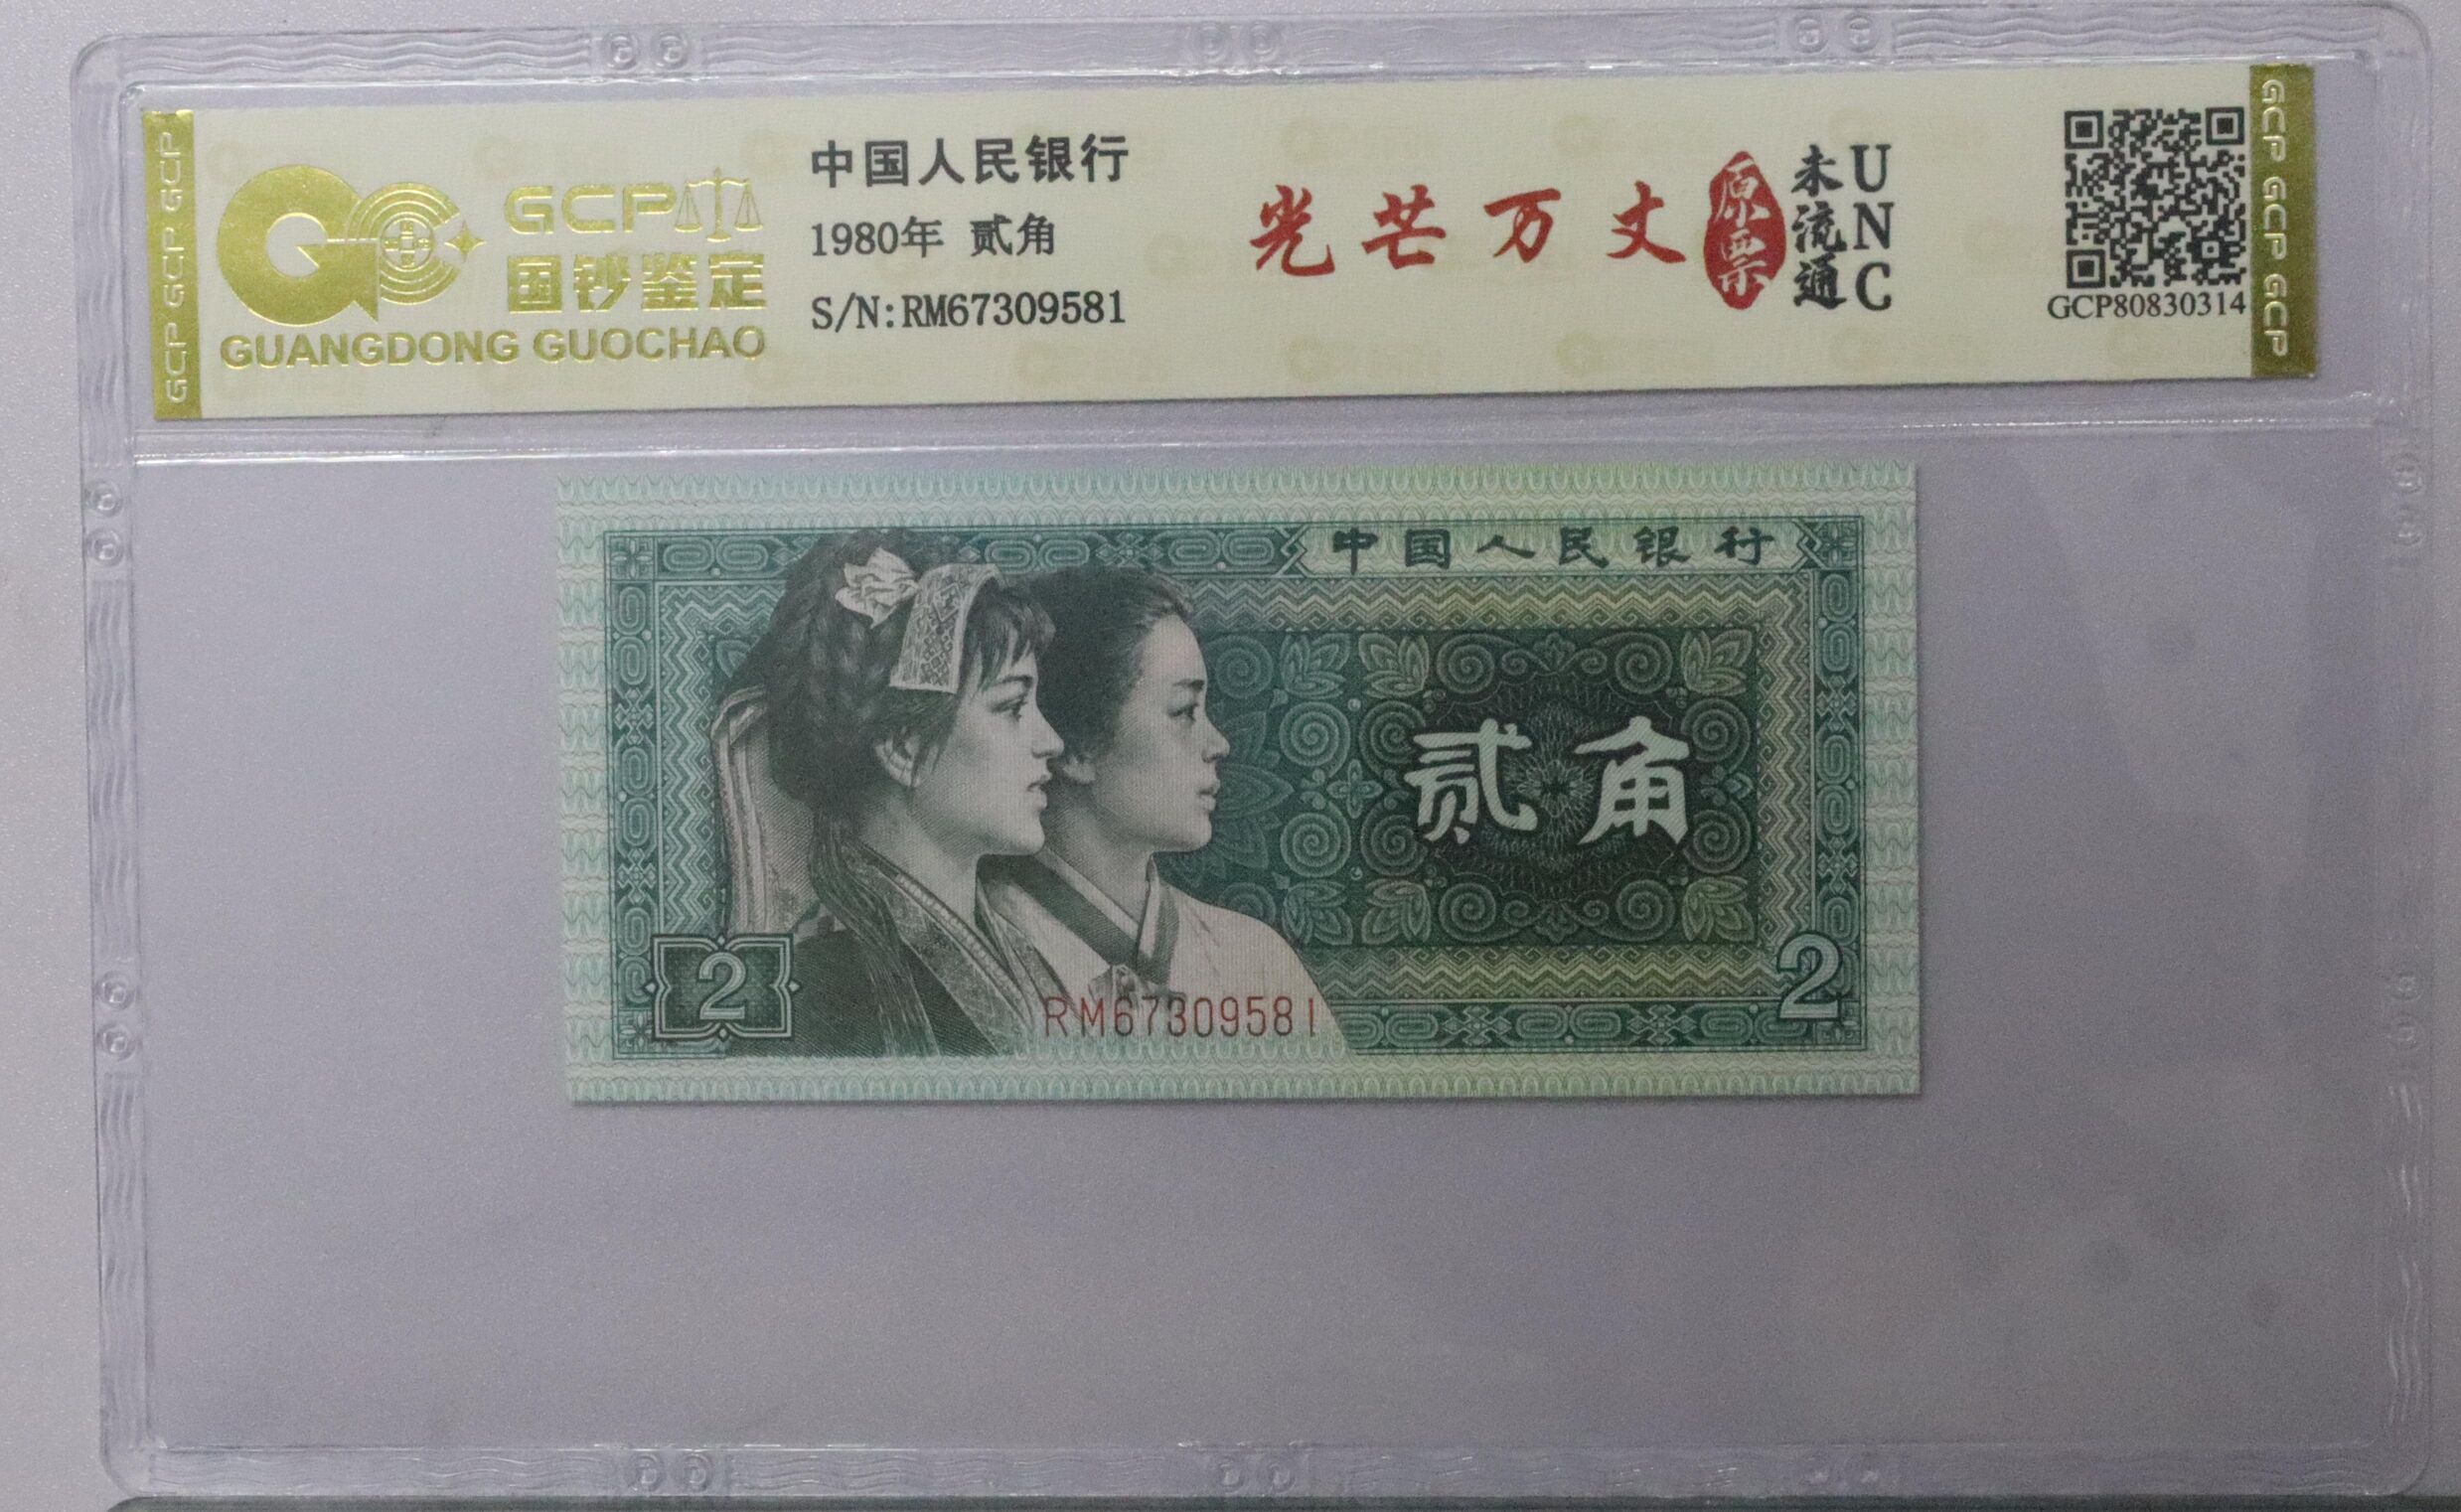 GCP GCP GCP
GCP
国钞鉴定
GUANGDONG GUOCHAO
中国人民银行
1980年 贰角
S/N:RM67309581
光芒万丈
原票
未流通
UNC
GCP80830314
GCP GCP GCP
中国人民银行
贰角
2
2
RM67309581